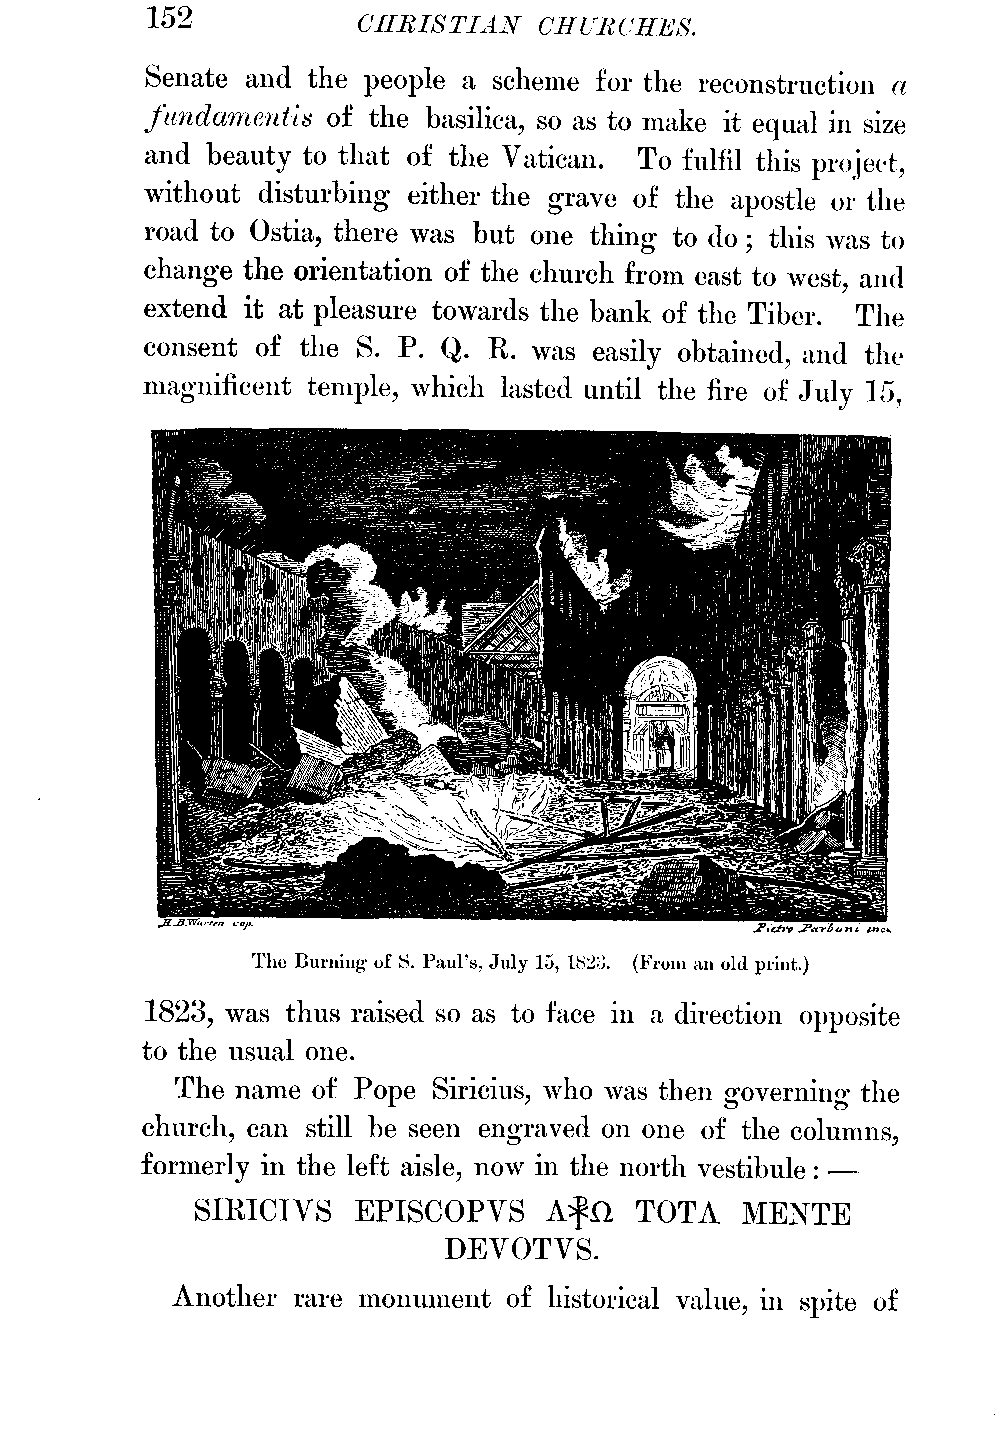 152
CHRISTIAN CHURCHES.
Senate and the people a scheme for the reconstruction a
fundamentis of the basilica, so as to make it equal in size
and beauty to that of the Vatican. To fulfil this project,
without disturbing either the grave of the apostle or the
road to Ostia, there was but one thing to do ; this was to
change the orientation of the church from east to west, and
extend it at pleasure towards the bank of the Tiber. The
consent of the S. P. Q. R. was easily obtained, and the
magnificent temple, which lasted until the fire of July 15,
H.B.Warren cop.
Pietro Parboni inc.
The Burning of S. Paul's, July 15, 1823. (From an old print.)
1823, was thus raised so as to face in a direction opposite
to the usual one.
The name of Pope Siricius, who was then governing the
church, can still be seen engraved on one of the columns,
formerly in the left aisle, now in the north vestibule : —
SIRICIVS EPISCOPVS A⳩Ω TOTA MENTE
DEVOTVS.
Another rare monument of historical value, in spite of